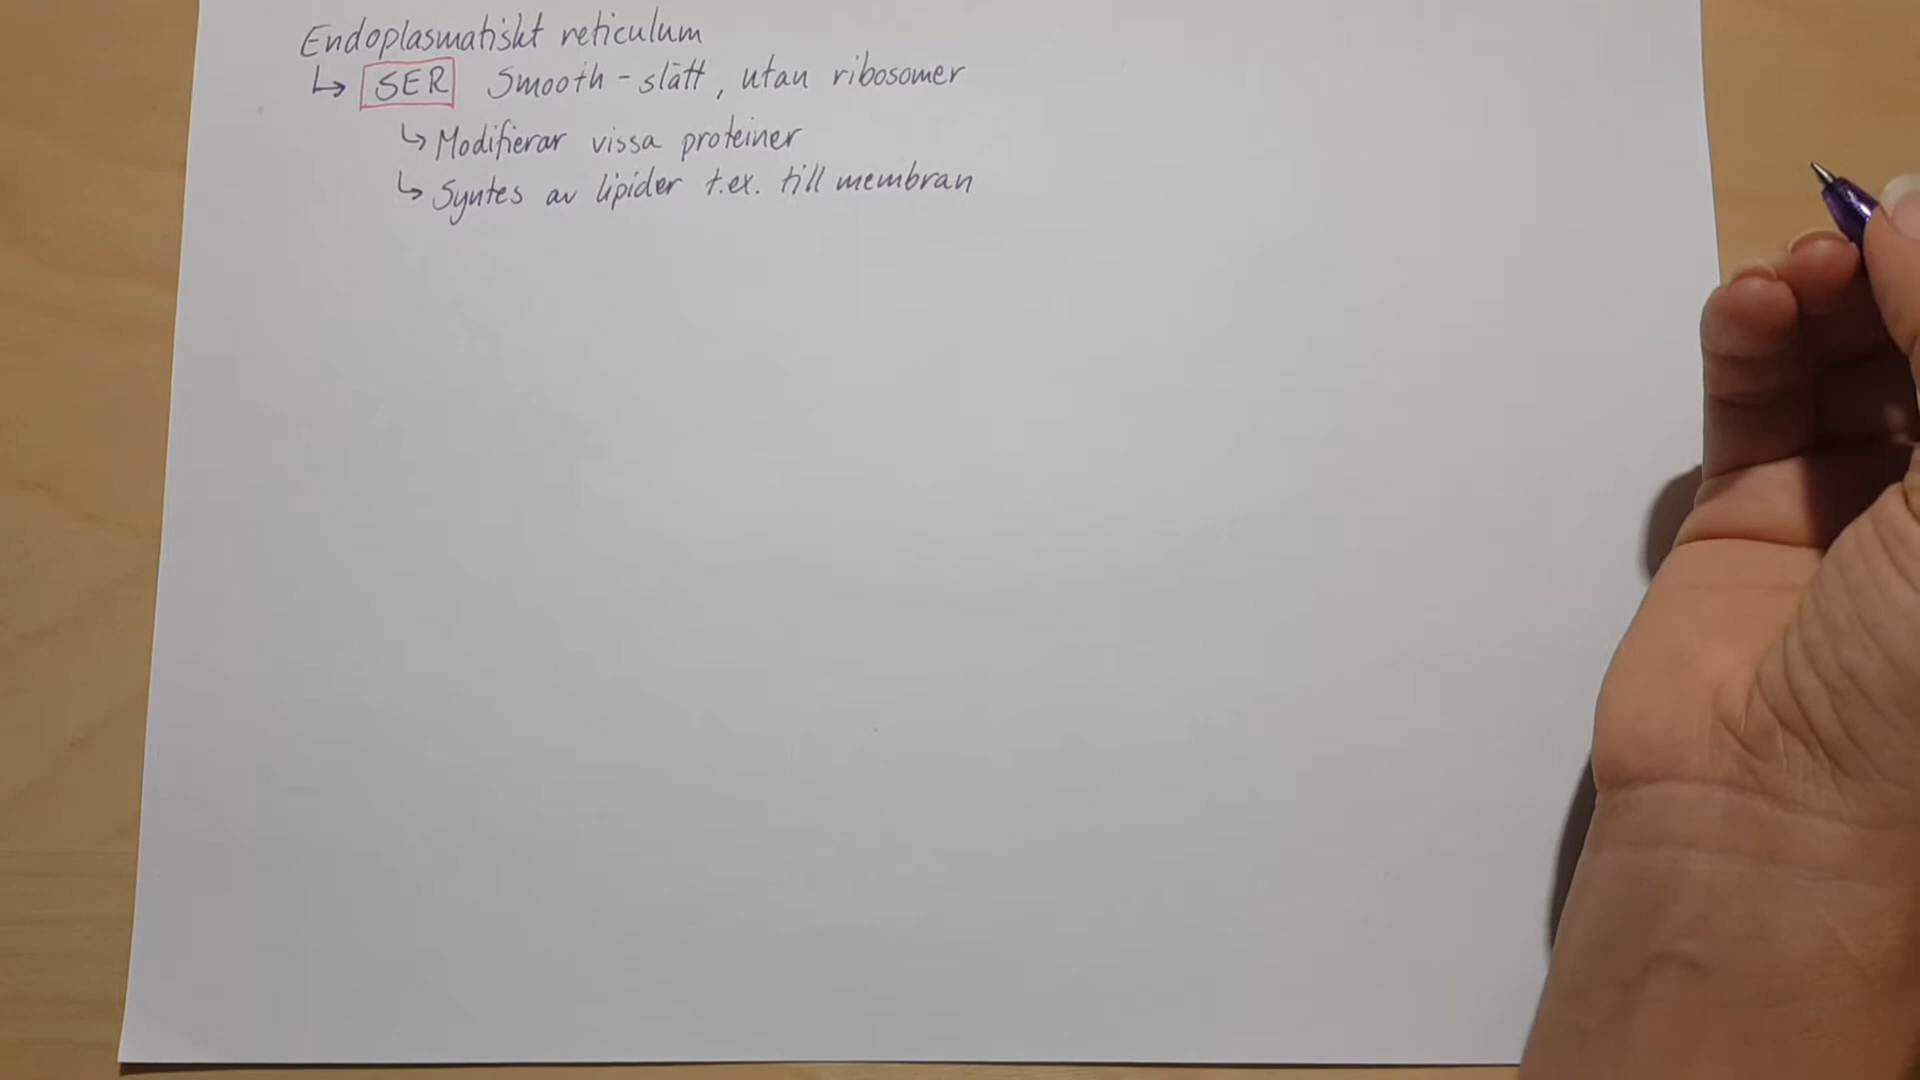 Endoplasmatiskt reticulum
↳ SER Smooth - slätt, utan ribosomer
↳ Modifierar vissa proteiner
↳ Syntes av lipider t.ex. till membran